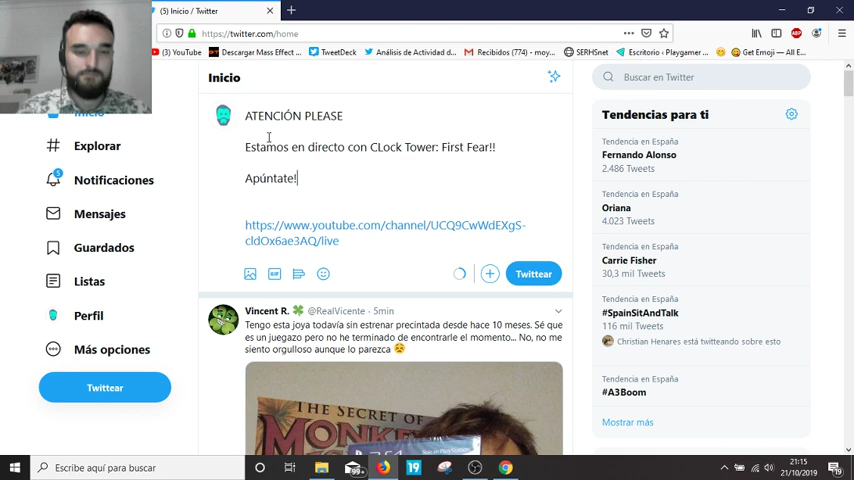 (5) Inicio / Twitter
https://twitter.com/home
(3) YouTube
Descargar Mass Effect ...
TweetDeck
Análisis de Actividad d...
Recibidos (774) - moy...
SERHSnet
Escritorio ‹ Playgamer ...
Get Emoji — All E...
Inicio
Explorar
5
Notificaciones
Mensajes
Guardados
Listas
Perfil
Más opciones
Twittear
Inicio
ATENCIÓN PLEASE
Estamos en directo con CLock Tower: First Fear!!
Apúntate!
https://www.youtube.com/channel/UCQ9CwWdEXgS-
cldOx6ae3AQ/live
GIF
Twittear
Vincent R. @RealVicente · 5min
Tengo esta joya todavía sin estrenar precintada desde hace 10 meses. Sé que
es un juegazo pero no he terminado de encontrarle el momento... No, no me
siento orgulloso aunque lo parezca
THE SECRET OF
MONKEY
Buscar en Twitter
Tendencias para ti
Tendencia en España
Fernando Alonso
2.486 Tweets
Tendencia en España
Oriana
4.023 Tweets
Tendencia en España
Carrie Fisher
30,3 mil Tweets
Tendencia en España
#SpainSitAndTalk
116 mil Tweets
Christian Henares está twitteando sobre esto
Tendencia en España
#A3Boom
Mostrar más
Escribe aquí para buscar
99+
19
21:15
21/10/2019
19